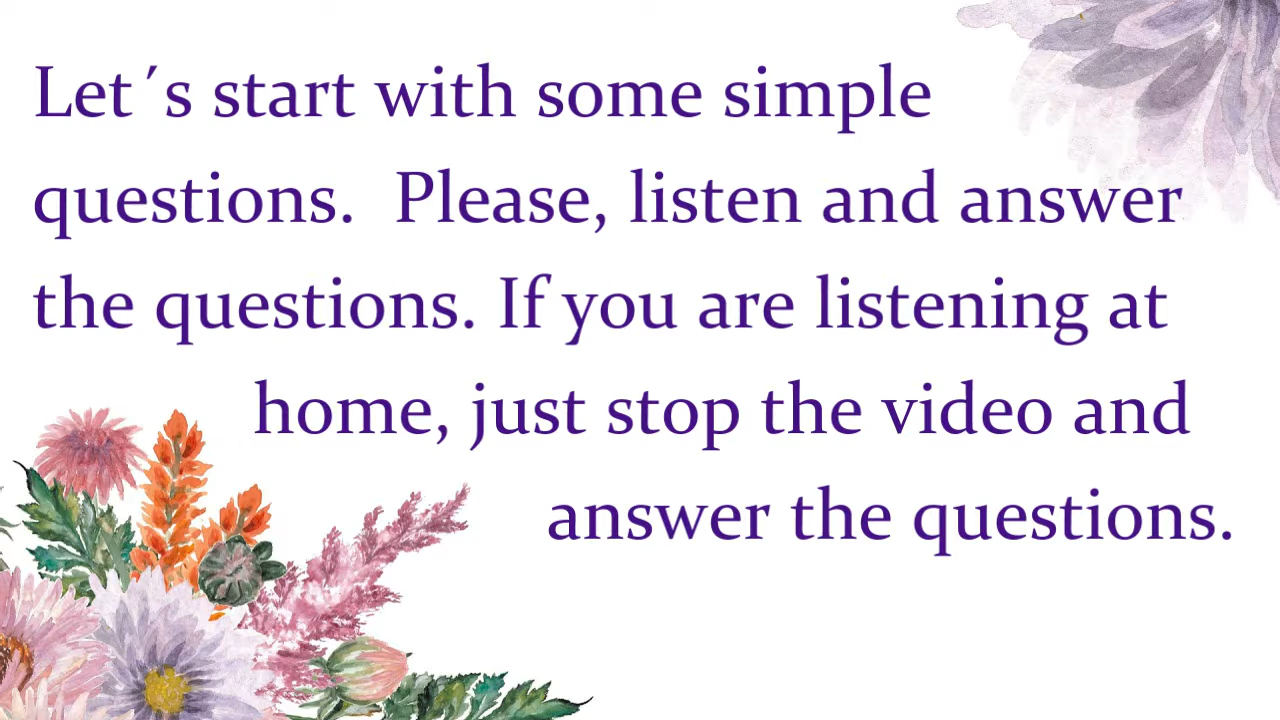 Let´s start with some simple
questions.  Please, listen and answer
the questions. If you are listening at
home, just stop the video and
answer the questions.